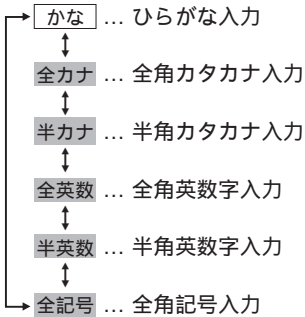 かな … ひらがな入力
全カナ … 全角カタカナ入力
半カナ … 半角カタカナ入力
全英数 … 全角英数字入力
半英数 … 半角英数字入力
全記号 … 全角記号入力